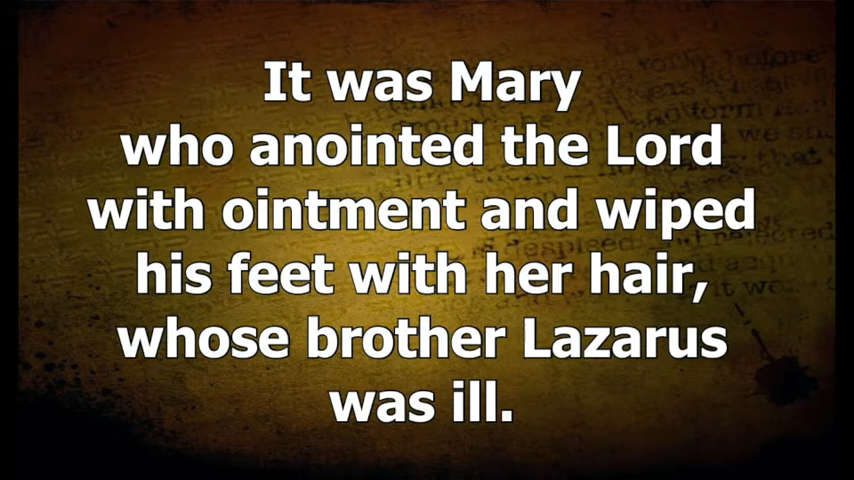 It was Mary
who anointed the Lord
with ointment and wiped
his feet with her hair,
whose brother Lazarus
was ill.